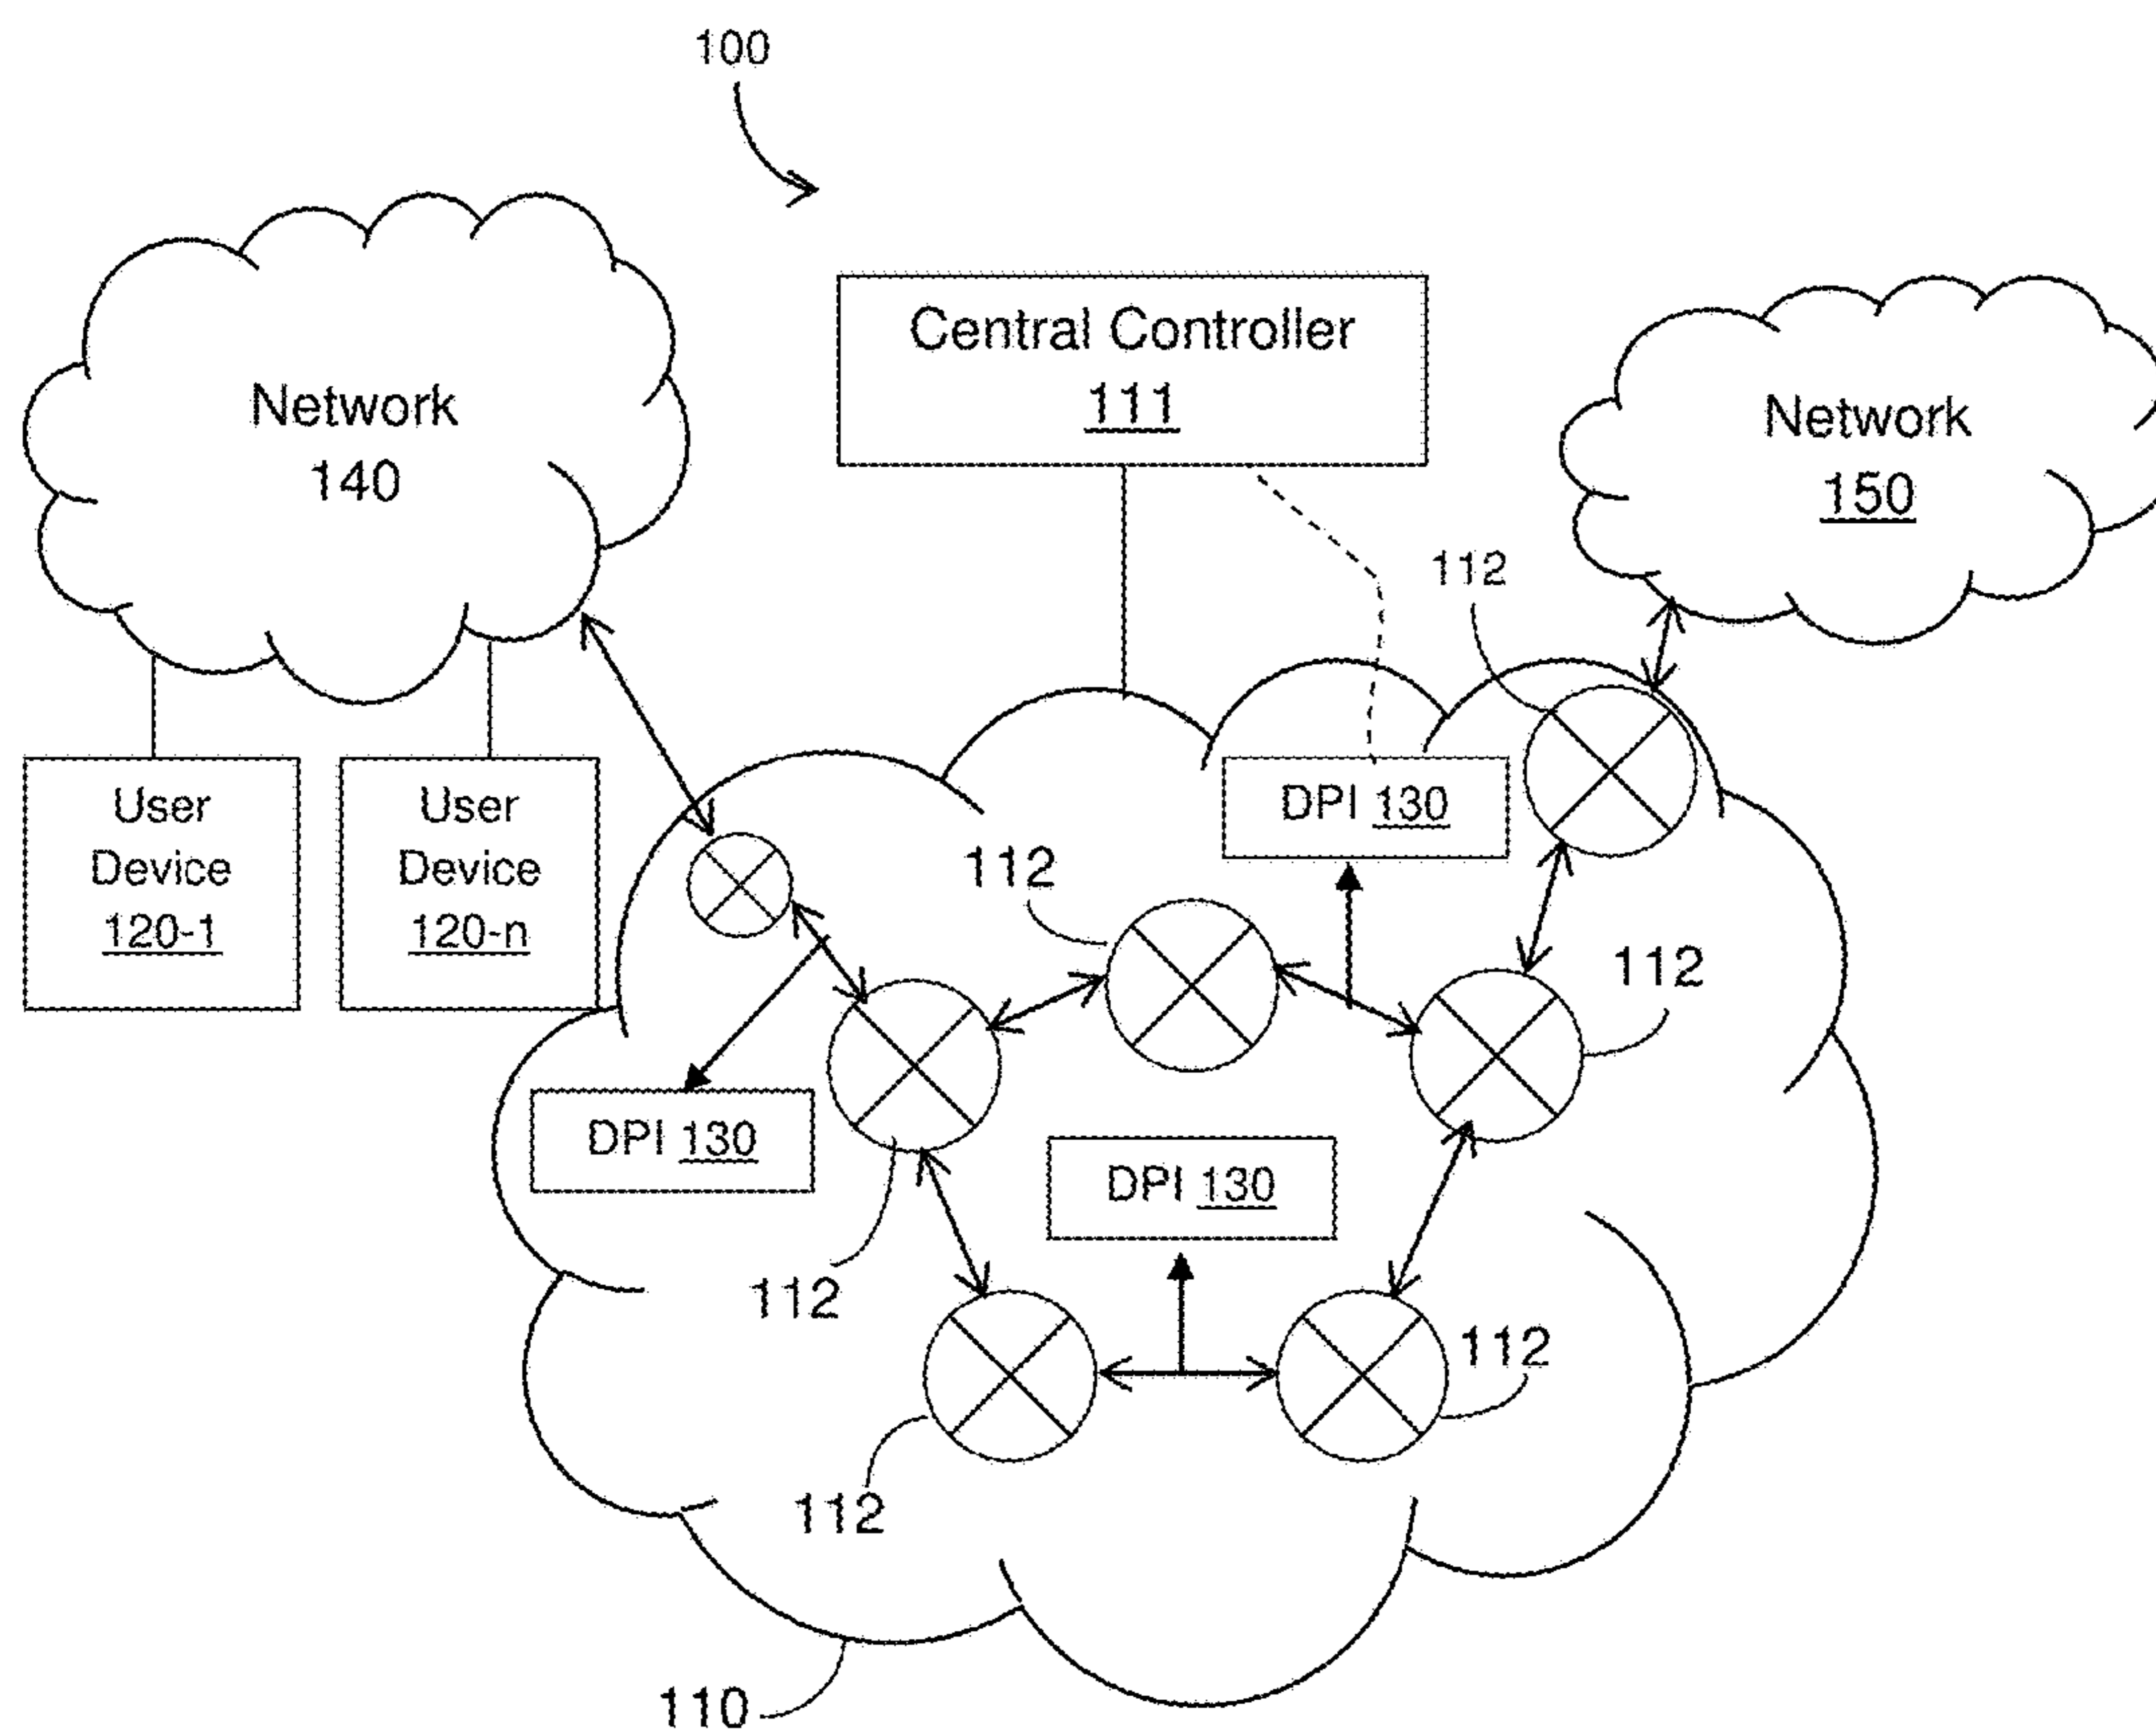 100
Central Controller
111
Network
140
Network
150
112
User
Device
120-1
User
Device
120-n
DPI 130
112
112
DPI 130
DPI 130
112
112
112
110